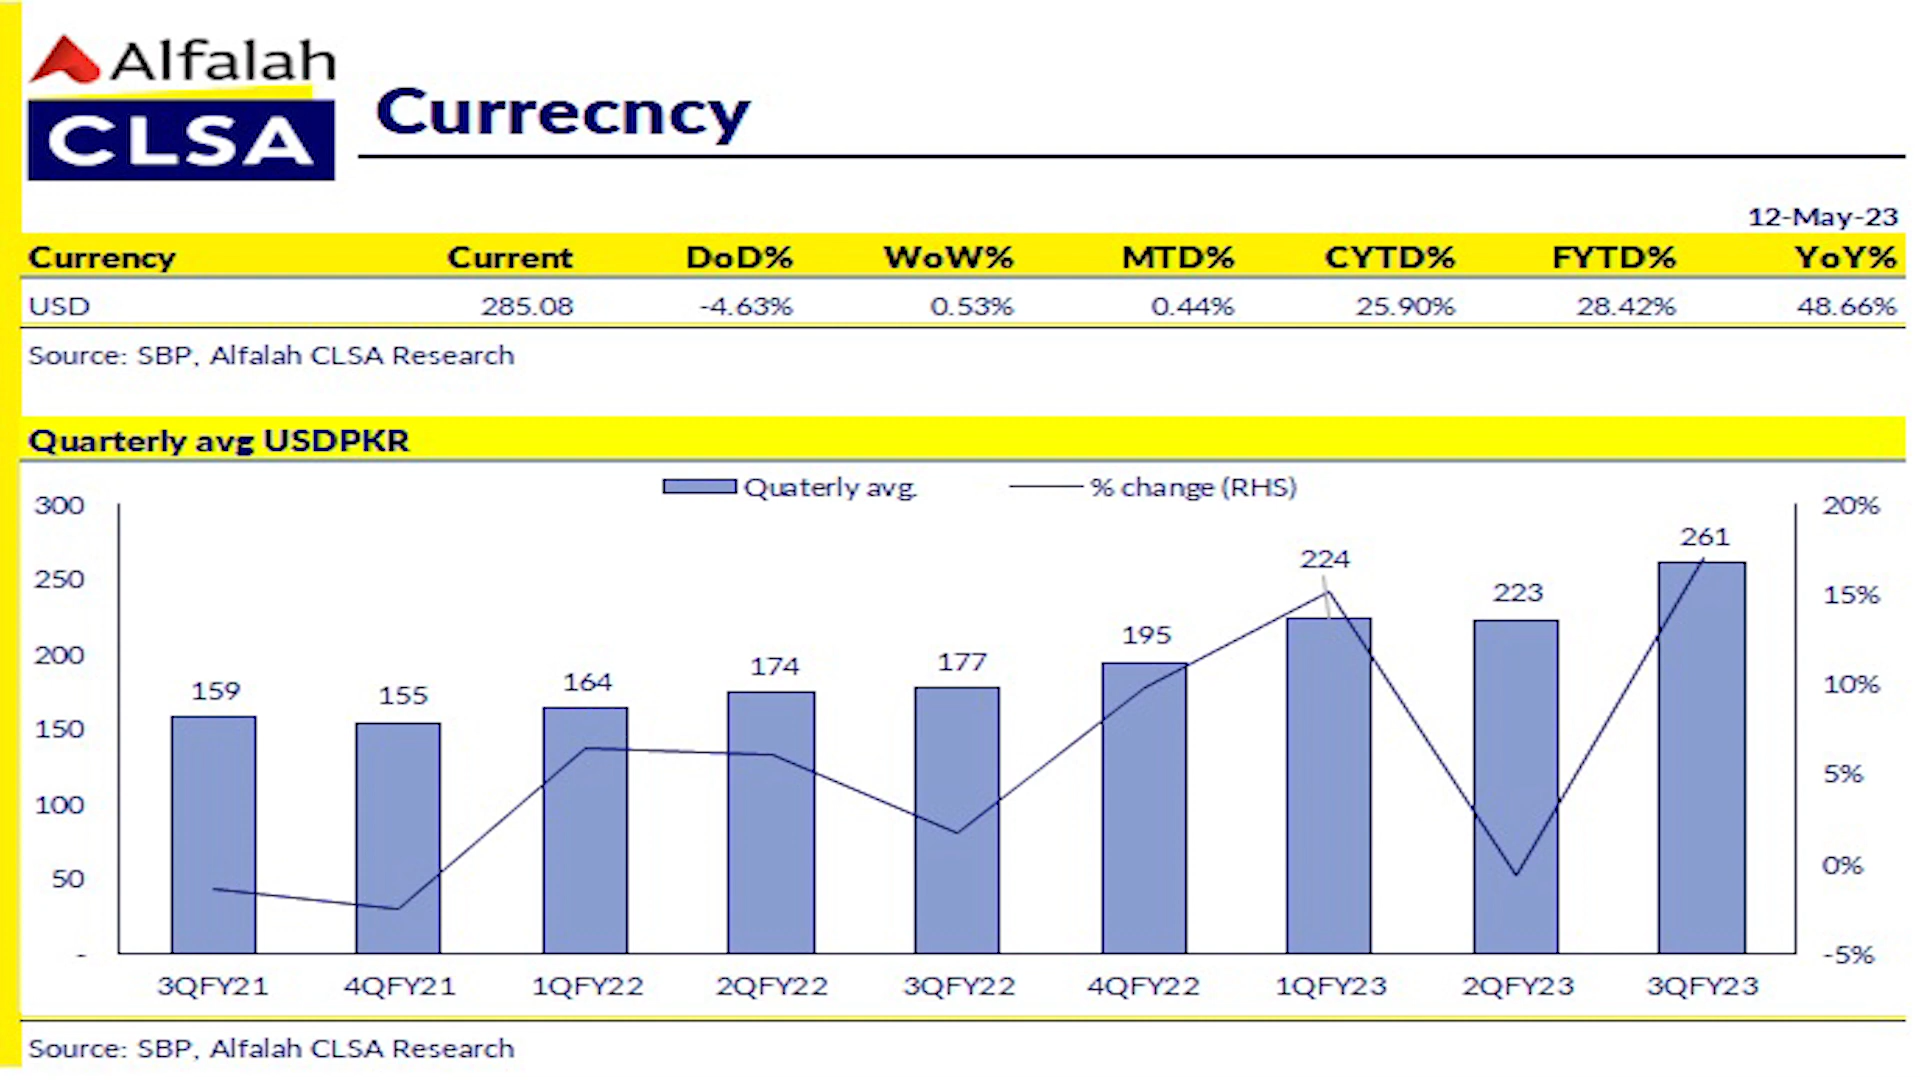 Alfalah
CLSA
Currecncy
12-May-23
Currency Current DoD% WoW% MTD% CYTD% FYTD% YoY%
USD 285.08 -4.63% 0.53% 0.44% 25.90% 28.42% 48.66%
Source: SBP, Alfalah CLSA Research
Quarterly avg USDPKR
Quaterly avg. % change (RHS)
300 20%
250 15%
200 10%
150 5%
100 0%
50 -5%
-
159 155 164 174 177 195 224 223 261
3QFY21 4QFY21 1QFY22 2QFY22 3QFY22 4QFY22 1QFY23 2QFY23 3QFY23
Source: SBP, Alfalah CLSA Research